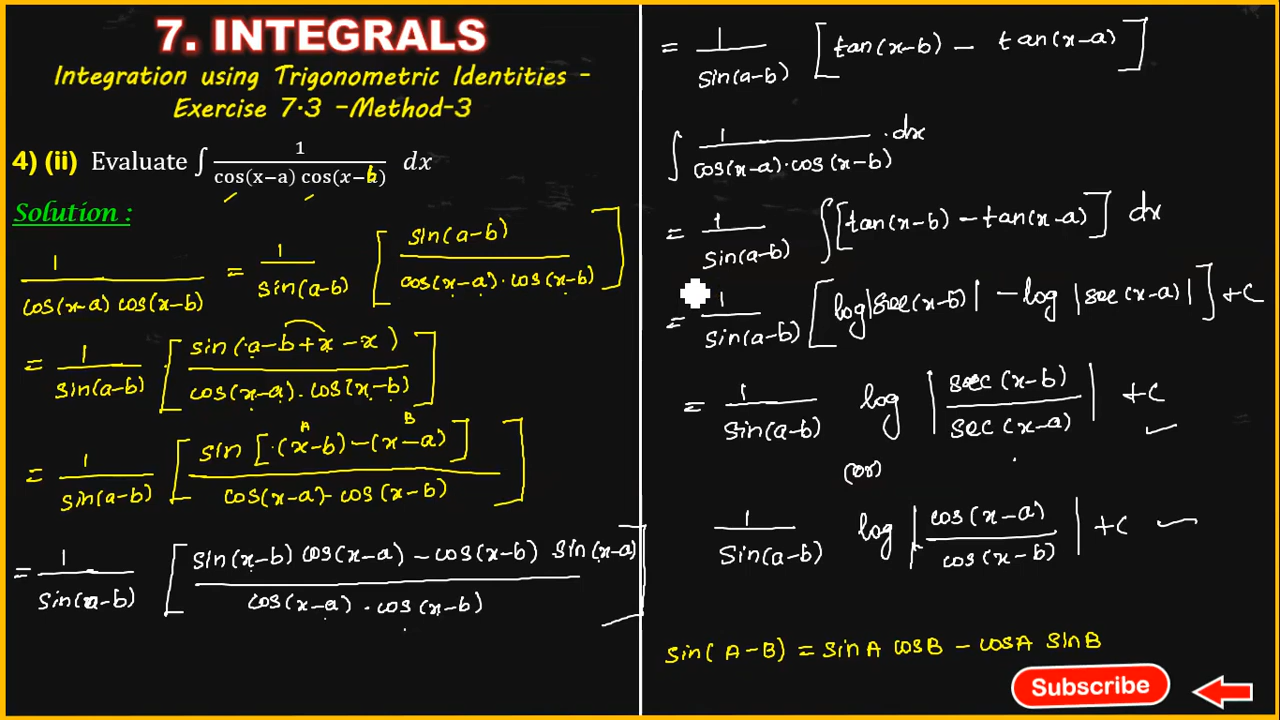 7. INTEGRALS
Integration using Trigonometric Identities -
Exercise 7.3 -Method-3
4) (ii) Evaluate ∫ 1/(cos(x−a) cos(x−b)) dx
Solution :
1/(cos(x-a) cos(x-b)) = 1/sin(a-b) [ sin(a-b)/(cos(x-a)·cos(x-b)) ]
= 1/sin(a-b) [ sin(a-b+x-x)/(cos(x-a)·cos(x-b)) ]
A B
= 1/sin(a-b) [ sin[(x-b)-(x-a)]/(cos(x-a)-cos(x-b)) ]
= 1/sin(a-b) [ (sin(x-b) cos(x-a) - cos(x-b) sin(x-a))/(cos(x-a)·cos(x-b)) ]
= 1/sin(a-b) [tan(x-b) - tan(x-a)]
∫ 1/(cos(x-a)·cos(x-b)) ·dx
= 1/sin(a-b) ∫[tan(x-b) - tan(x-a)] dx
= 1/sin(a-b) [log|sec(x-b)| - log|sec(x-a)|] +C
= 1/sin(a-b) log |sec(x-b)/sec(x-a)| +C
(or)
1/sin(a-b) log |cos(x-a)/cos(x-b)| +C
sin(A-B) = sinA cosB - cosA sinB
Subscribe